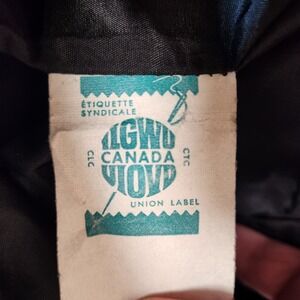 ÉTIQUETTE
SYNDICALE
ILGWU
CLC CANADA CTC
UIOVD
UNION LABEL